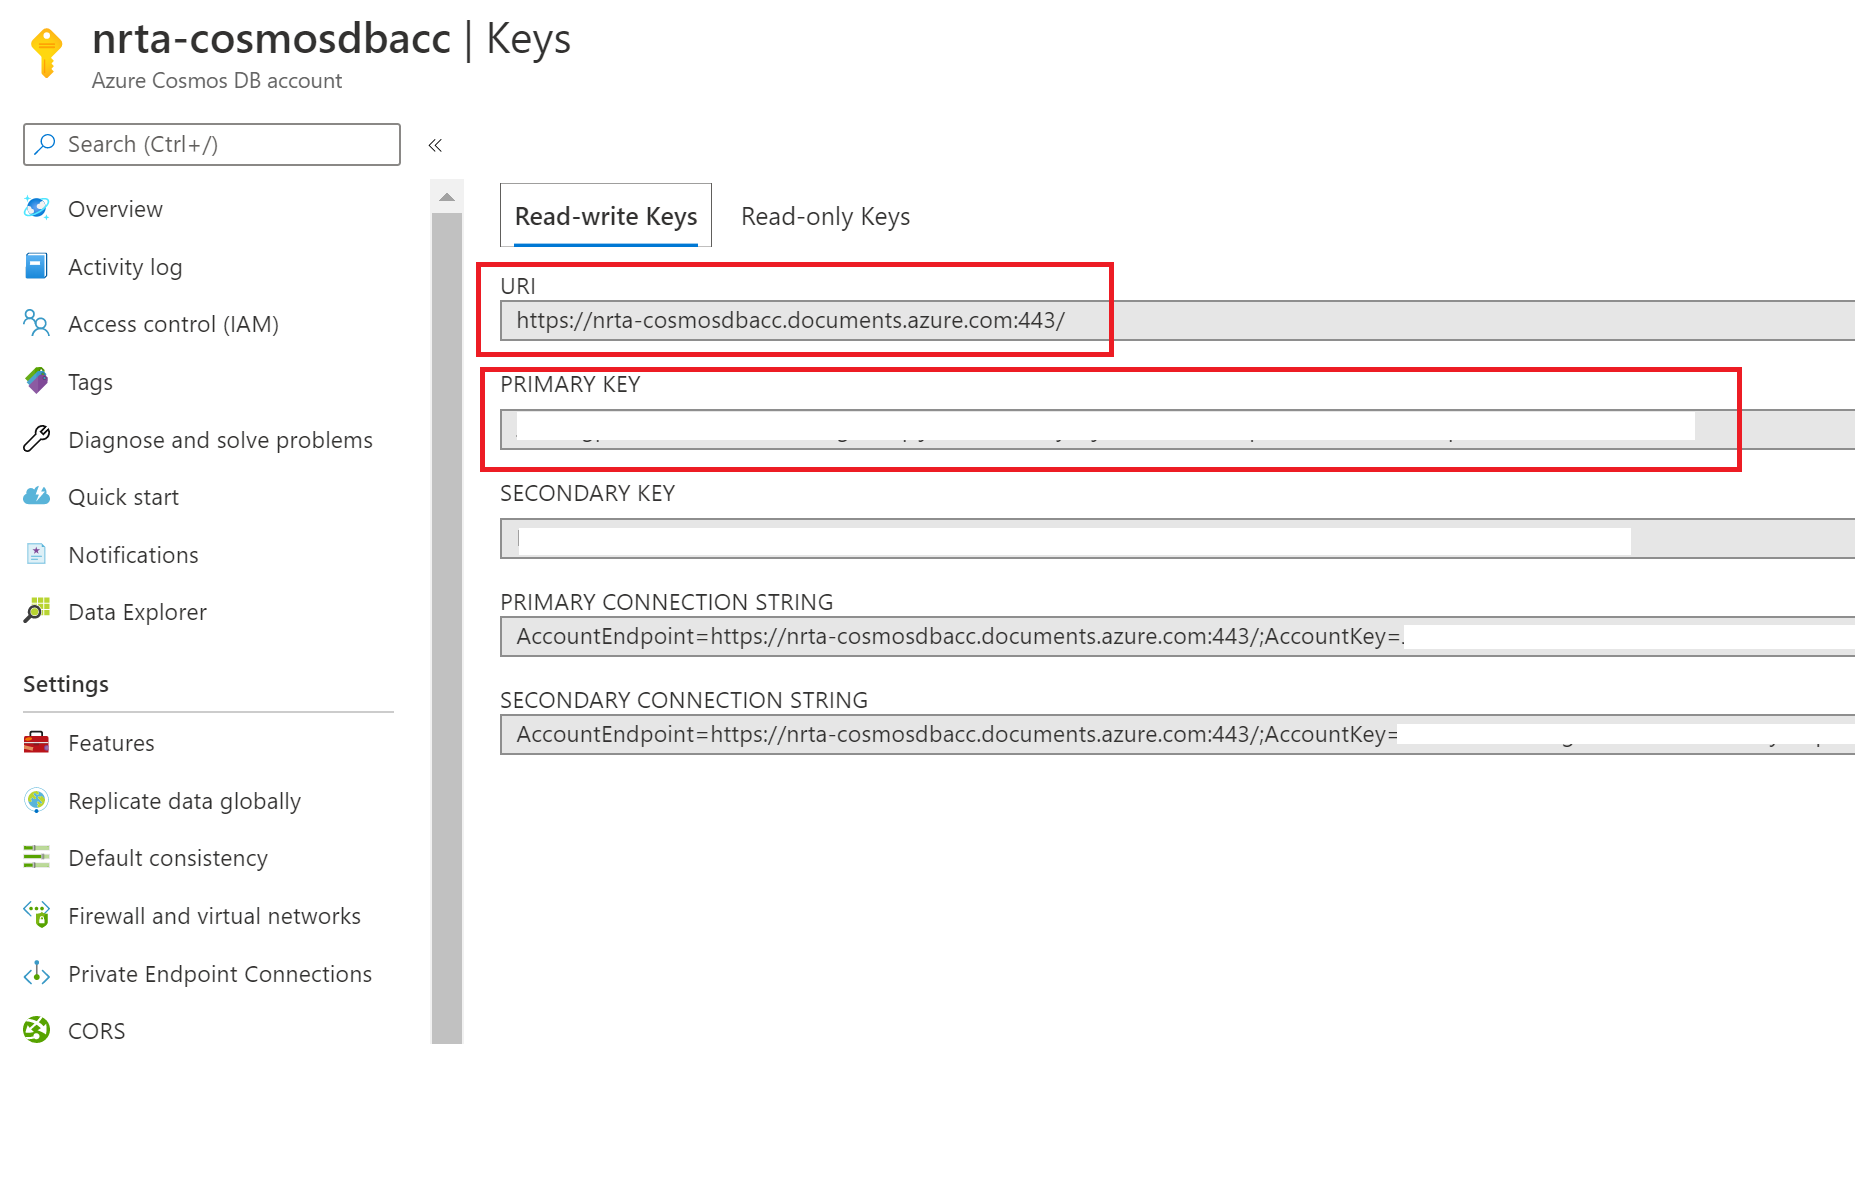 nrta-cosmosdbacc | Keys
Azure Cosmos DB account
Search (Ctrl+/)
«
Overview
Activity log
Access control (IAM)
Tags
Diagnose and solve problems
Quick start
Notifications
Data Explorer
Settings
Features
Replicate data globally
Default consistency
Firewall and virtual networks
Private Endpoint Connections
CORS
Read-write Keys Read-only Keys
URI
https://nrta-cosmosdbacc.documents.azure.com:443/
PRIMARY KEY
SECONDARY KEY
PRIMARY CONNECTION STRING
AccountEndpoint=https://nrta-cosmosdbacc.documents.azure.com:443/;AccountKey=
SECONDARY CONNECTION STRING
AccountEndpoint=https://nrta-cosmosdbacc.documents.azure.com:443/;AccountKey=